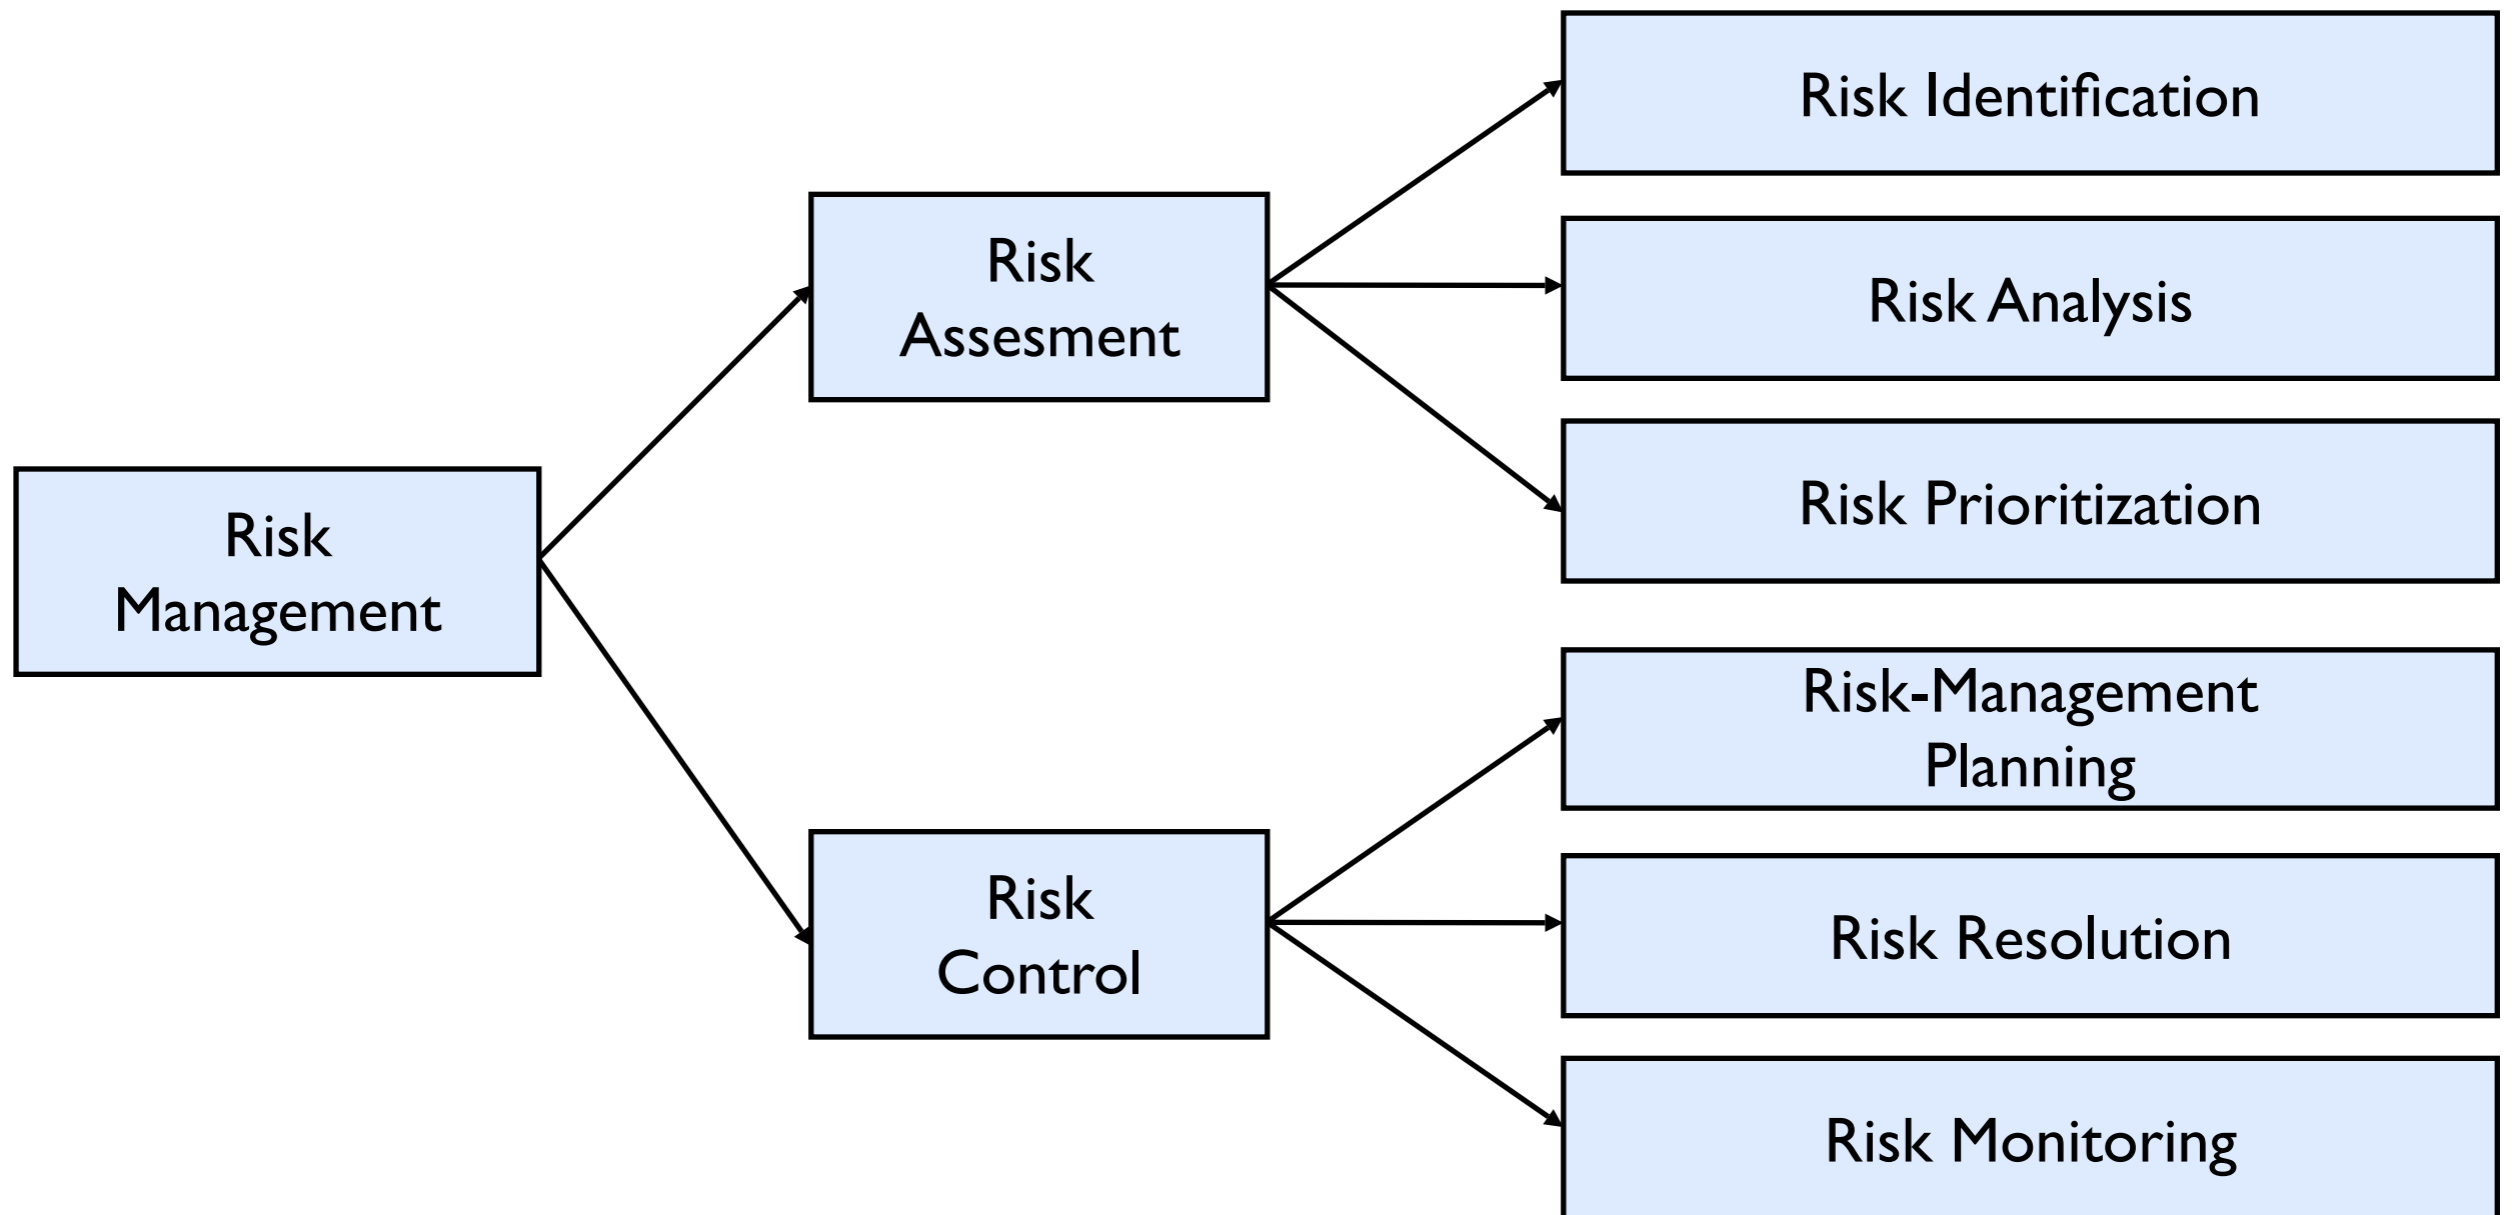 Risk
Management
Risk
Assesment
Risk Identification
Risk Analysis
Risk Prioritization
Risk
Control
Risk-Management
Planning
Risk Resolution
Risk Monitoring